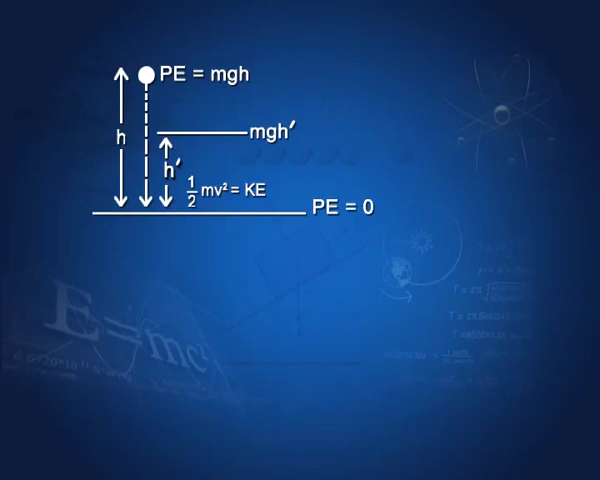 PE = mgh
h
mgh′
h′
½ mv² = KE
PE = 0
E=mc²